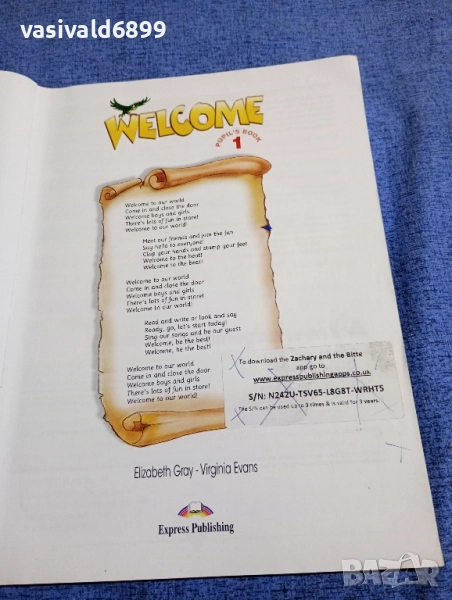 vasivald6899
WELCOME
PUPIL'S BOOK
1
Welcome to our world
Come in and close the door
Welcome boys and girls
There's lots of fun in store!
Welcome to our world!
Meet our friends and join the fun
Say hello to everyone!
Clap your hands and stamp your feet
Welcome to the best!
Welcome to the best!
Welcome to our world
Come in and close the door
Welcome boys and girls
There's lots of fun in store!
Welcome to our world!
Read and write or look and say
Ready, go, let's start today!
Sing our songs and be our guest
Welcome, be the best!
Welcome, be the best!
Welcome to our world
Come in and close the door
Welcome boys and girls
There's lots of fun in store!
Welcome to our world!
To download the Zachary and the Bitte
app go to
www.expresspublishingapps.co.uk
S/N: N242U-TSV65-LBGBT-WRHTS
The S/N can be used up to 3 times & is valid for 3 years.
Elizabeth Gray - Virginia Evans
Express Publishing
BAZAR